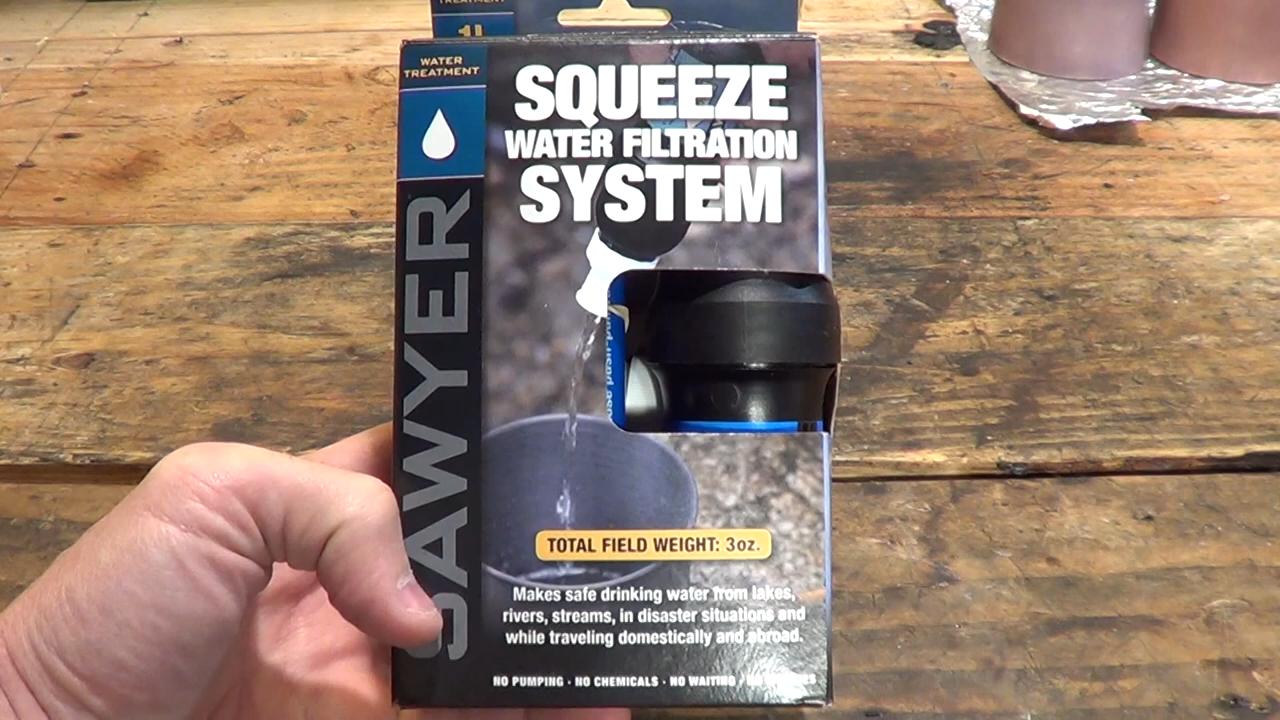 TREATMENT
WATER
TREATMENT
SAWYER
SQUEEZE
WATER FILTRATION
SYSTEM
TOTAL FIELD WEIGHT: 3oz.
Makes safe drinking water from lakes,
rivers, streams, in disaster situations and
while traveling domestically and abroad.
NO PUMPING · NO CHEMICALS · NO WAITING